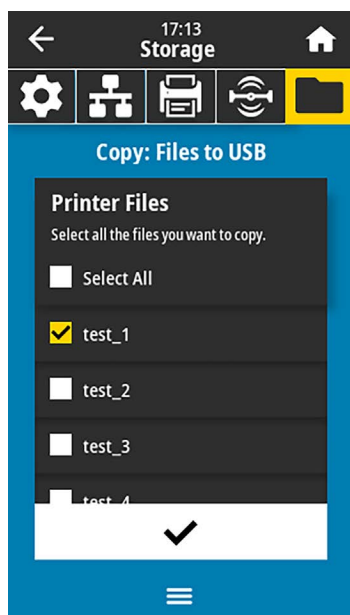 17:13
Storage
Copy: Files to USB
Printer Files
Select all the files you want to copy.
Select All
test_1
test_2
test_3
test_4